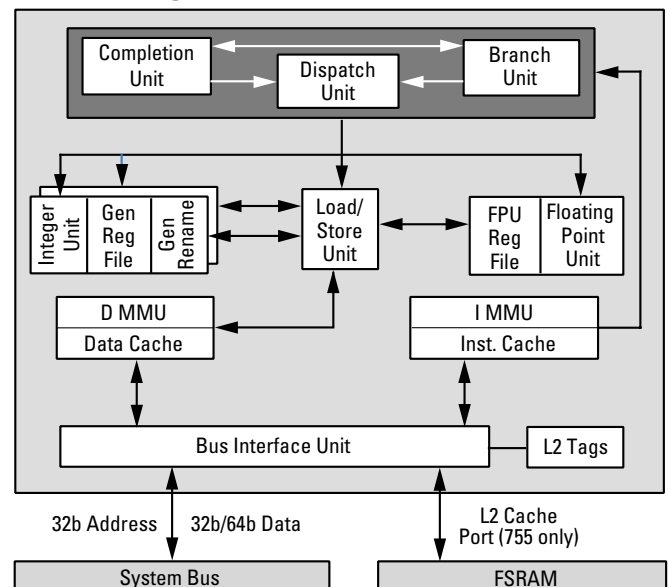 Completion
Unit
Dispatch
Unit
Branch
Unit
Integer
Unit
Gen
Reg
File
Gen
Rename
Load/
Store
Unit
FPU
Reg
File
Floating
Point
Unit
D MMU
Data Cache
I MMU
Inst. Cache
Bus Interface Unit
L2 Tags
32b Address
32b/64b Data
L2 Cache
Port (755 only)
System Bus
FSRAM